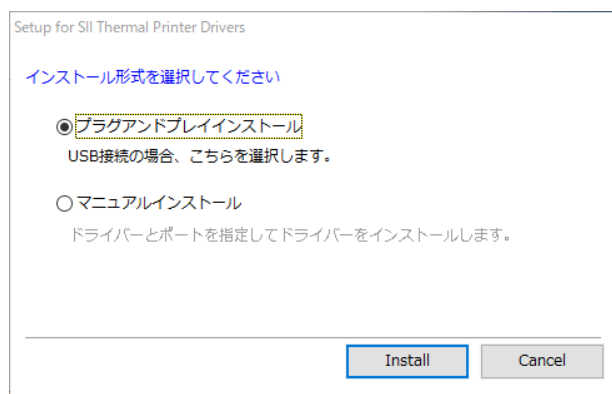 Setup for SII Thermal Printer Drivers
インストール形式を選択してください
プラグアンドプレイインストール
USB接続の場合、こちらを選択します。
マニュアルインストール
ドライバーとポートを指定してドライバーをインストールします。
Install
Cancel